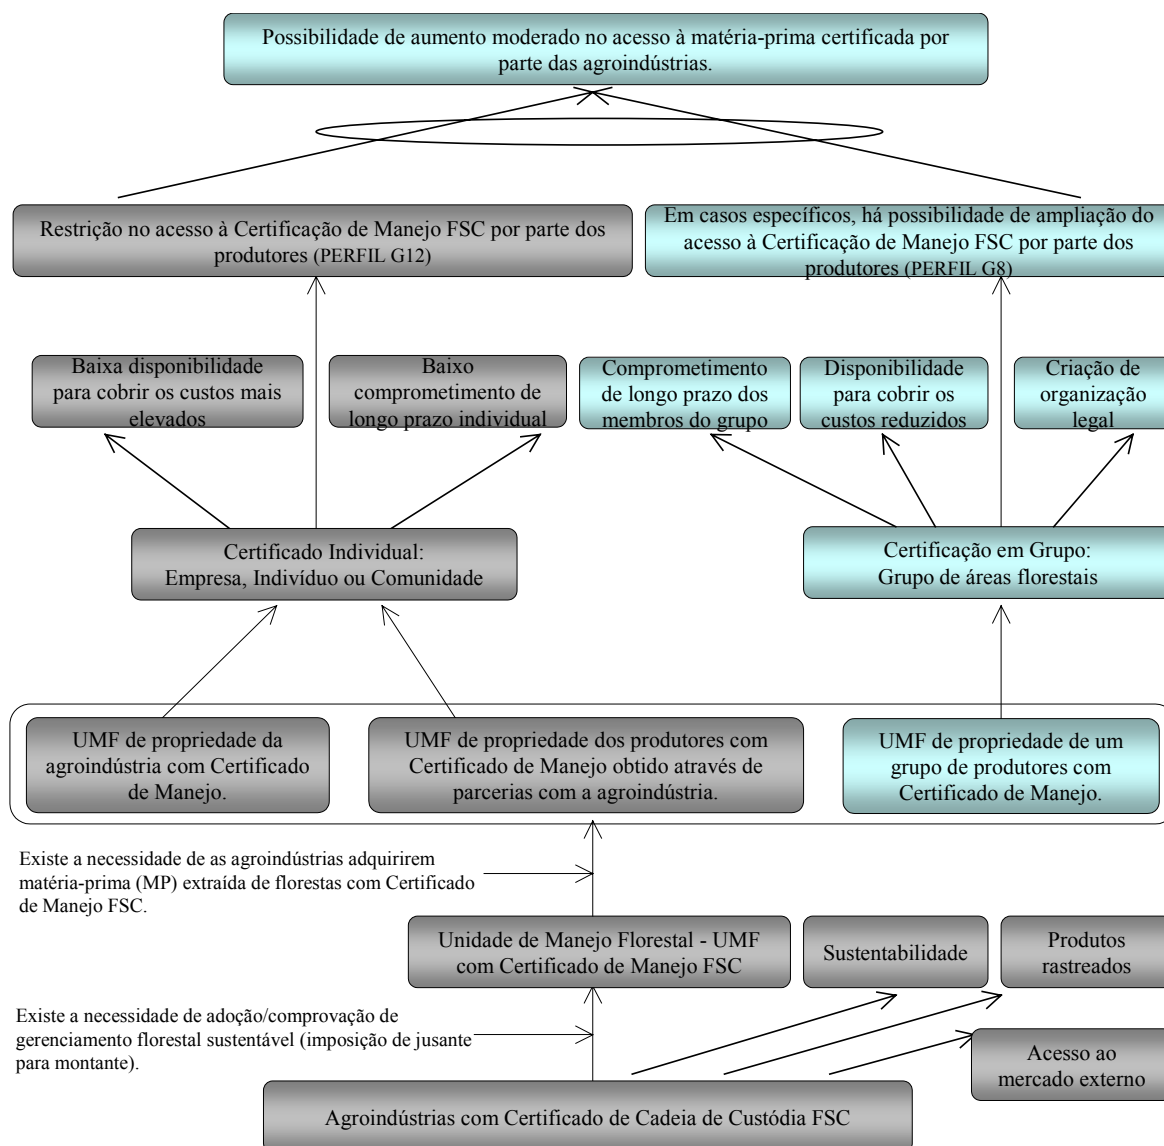 Possibilidade de aumento moderado no acesso à matéria-prima certificada por
parte das agroindústrias.
Restrição no acesso à Certificação de Manejo FSC por parte dos
produtores (PERFIL G12)
Em casos específicos, há possibilidade de ampliação do
acesso à Certificação de Manejo FSC por parte dos
produtores (PERFIL G8)
Baixa disponibilidade
para cobrir os custos mais
elevados
Baixo
comprometimento de
longo prazo individual
Comprometimento
de longo prazo dos
membros do grupo
Disponibilidade
para cobrir os
custos reduzidos
Criação de
organização
legal
Certificado Individual:
Empresa, Indivíduo ou Comunidade
Certificação em Grupo:
Grupo de áreas florestais
UMF de propriedade da
agroindústria com Certificado
de Manejo.
UMF de propriedade dos produtores com
Certificado de Manejo obtido através de
parcerias com a agroindústria.
UMF de propriedade de um
grupo de produtores com
Certificado de Manejo.
Existe a necessidade de as agroindústrias adquirirem
matéria-prima (MP) extraída de florestas com Certificado
de Manejo FSC.
Unidade de Manejo Florestal - UMF
com Certificado de Manejo FSC
Sustentabilidade
Produtos
rastreados
Existe a necessidade de adoção/comprovação de
gerenciamento florestal sustentável (imposição de jusante
para montante).
Acesso ao
mercado externo
Agroindústrias com Certificado de Cadeia de Custódia FSC